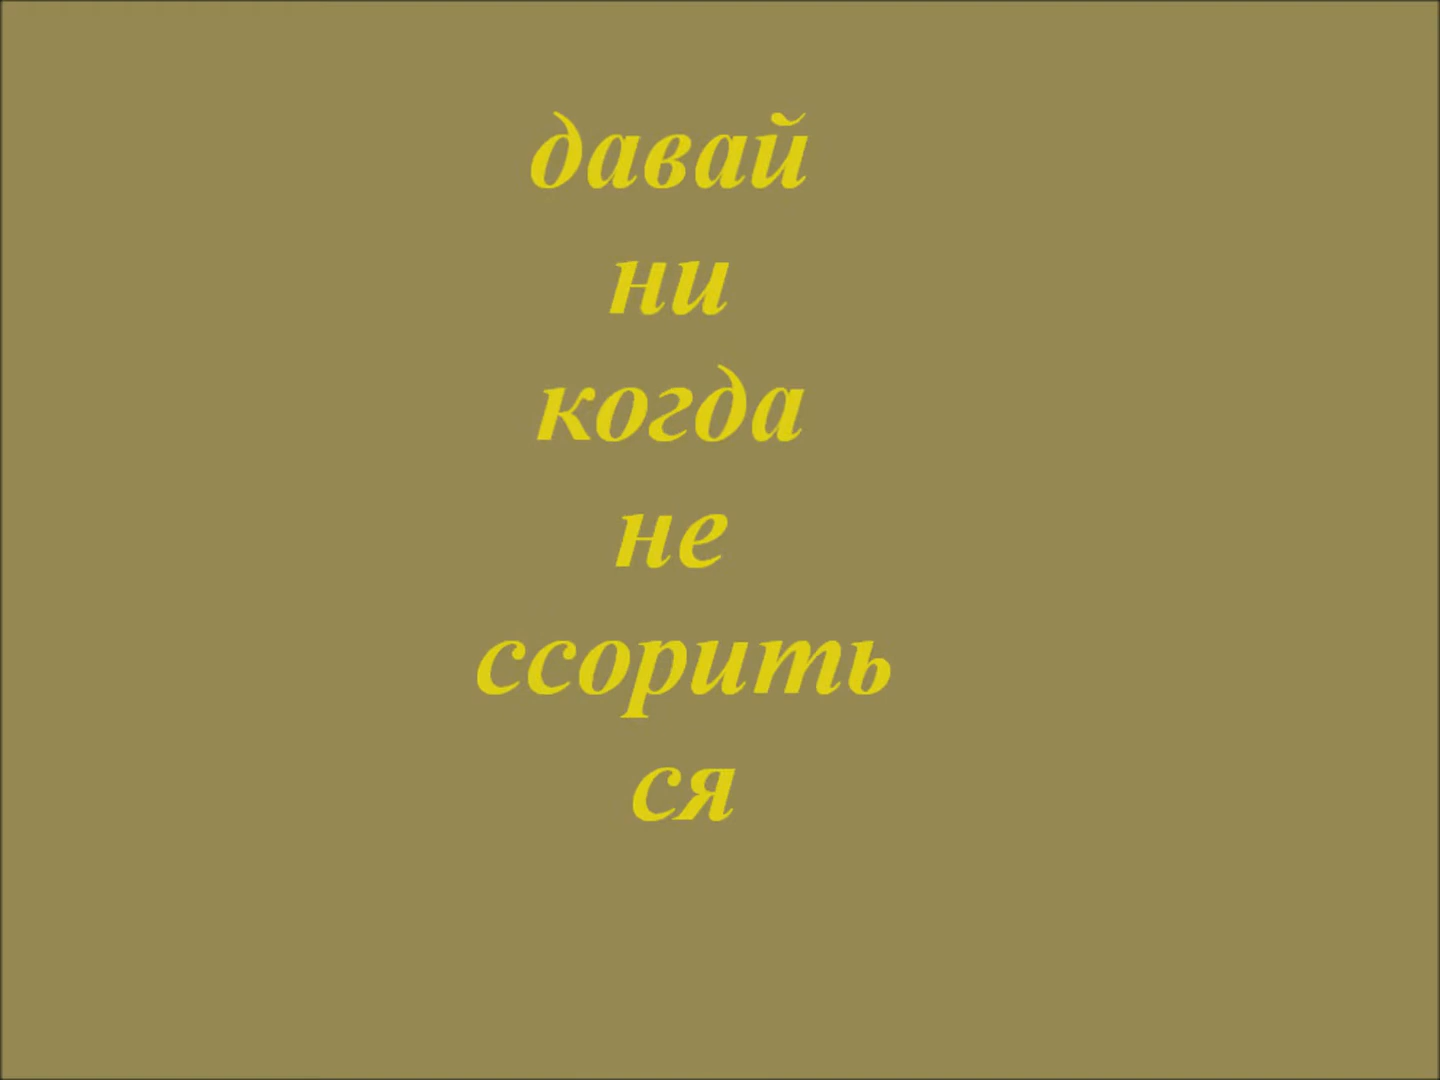 давай
ни
когда
не
ссорить
ся